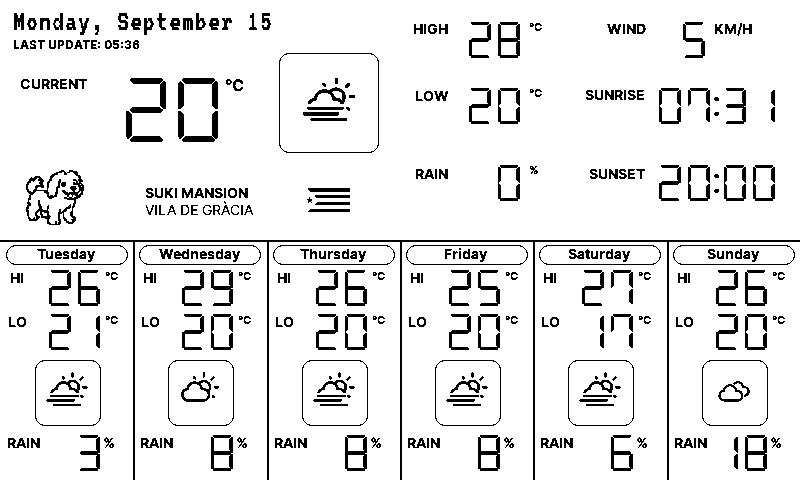 Monday, September 15
LAST UPDATE: 05:36
CURRENT 20 °C
HIGH 28 °C
WIND 5 KM/H
LOW 20 °C
SUNRISE 07:31
RAIN 0 %
SUNSET 20:00
SUKI MANSION
VILA DE GRÀCIA
Tuesday
HI 26 °C
LO 21 °C
RAIN 3 %
Wednesday
HI 29 °C
LO 20 °C
RAIN 8 %
Thursday
HI 26 °C
LO 20 °C
RAIN 8 %
Friday
HI 25 °C
LO 20 °C
RAIN 8 %
Saturday
HI 27 °C
LO 17 °C
RAIN 6 %
Sunday
HI 26 °C
LO 20 °C
RAIN 18 %